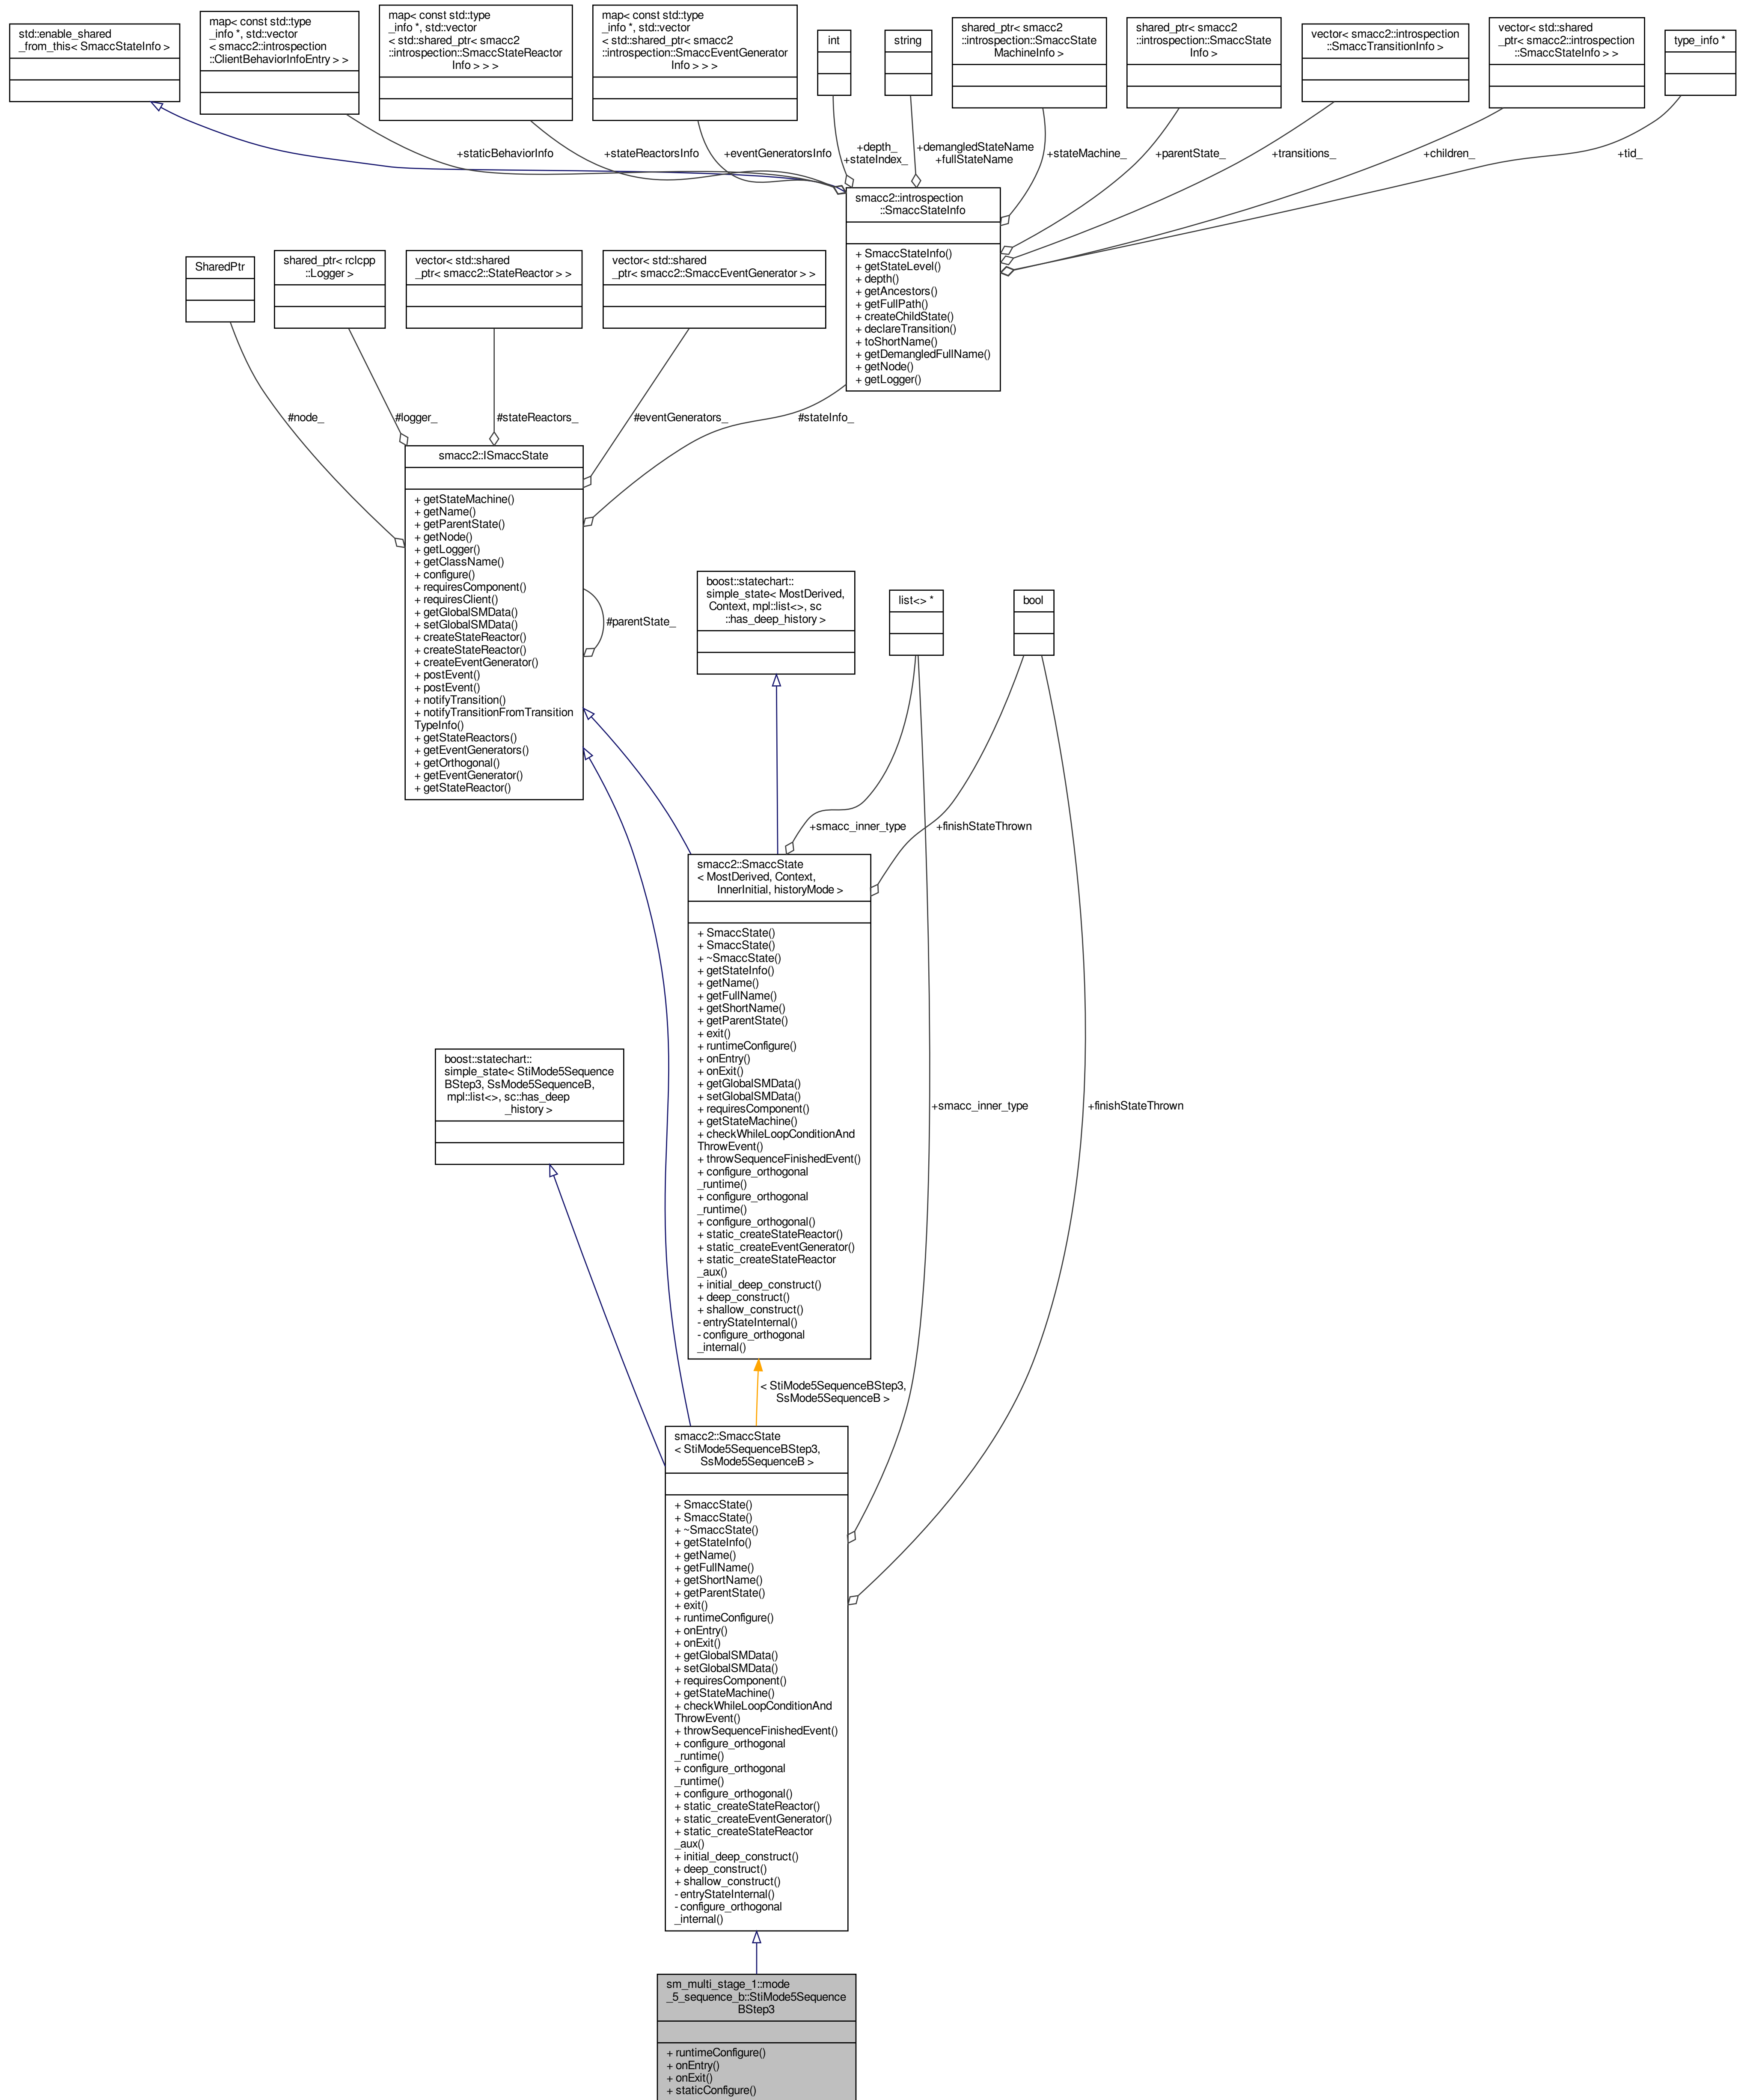 std::enable_shared
_from_this< SmaccStateInfo >
map< const std::type
_info *, std::vector
< smacc2::introspection
::ClientBehaviorInfoEntry > >
map< const std::type
_info *, std::vector
< std::shared_ptr< smacc2
::introspection::SmaccStateReactor
Info > > >
map< const std::type
_info *, std::vector
< std::shared_ptr< smacc2
::introspection::SmaccEventGenerator
Info > > >
int
string
shared_ptr< smacc2
::introspection::SmaccState
MachineInfo >
shared_ptr< smacc2
::introspection::SmaccState
Info >
vector< smacc2::introspection
::SmaccTransitionInfo >
vector< std::shared
_ptr< smacc2::introspection
::SmaccStateInfo > >
type_info *
+staticBehaviorInfo
+stateReactorsInfo
+eventGeneratorsInfo
+depth_
+stateIndex_
+demangledStateName
+fullStateName
+stateMachine_
+parentState_
+transitions_
+children_
+tid_
smacc2::introspection
::SmaccStateInfo
+ SmaccStateInfo()
+ getStateLevel()
+ depth()
+ getAncestors()
+ getFullPath()
+ createChildState()
+ declareTransition()
+ toShortName()
+ getDemangledFullName()
+ getNode()
+ getLogger()
SharedPtr
shared_ptr< rclcpp
::Logger >
vector< std::shared
_ptr< smacc2::StateReactor > >
vector< std::shared
_ptr< smacc2::SmaccEventGenerator > >
#node_
#logger_
#stateReactors_
#eventGenerators_
#stateInfo_
smacc2::ISmaccState
+ getStateMachine()
+ getName()
+ getParentState()
+ getNode()
+ getLogger()
+ getClassName()
+ configure()
+ requiresComponent()
+ requiresClient()
+ getGlobalSMData()
+ setGlobalSMData()
+ createStateReactor()
+ createStateReactor()
+ createEventGenerator()
+ postEvent()
+ postEvent()
+ notifyTransition()
+ notifyTransitionFromTransition
TypeInfo()
+ getStateReactors()
+ getEventGenerators()
+ getOrthogonal()
+ getEventGenerator()
+ getStateReactor()
#parentState_
boost::statechart::
simple_state< MostDerived,
Context, mpl::list<>, sc
::has_deep_history >
list<> *
bool
+smacc_inner_type
+finishStateThrown
smacc2::SmaccState
< MostDerived, Context,
InnerInitial, historyMode >
+ SmaccState()
+ SmaccState()
+ ~SmaccState()
+ getStateInfo()
+ getName()
+ getFullName()
+ getShortName()
+ getParentState()
+ exit()
+ runtimeConfigure()
+ onEntry()
+ onExit()
+ getGlobalSMData()
+ setGlobalSMData()
+ requiresComponent()
+ getStateMachine()
+ checkWhileLoopConditionAnd
ThrowEvent()
+ throwSequenceFinishedEvent()
+ configure_orthogonal
_runtime()
+ configure_orthogonal
_runtime()
+ configure_orthogonal()
+ static_createStateReactor()
+ static_createEventGenerator()
+ static_createStateReactor
_aux()
+ initial_deep_construct()
+ deep_construct()
+ shallow_construct()
- entryStateInternal()
- configure_orthogonal
_internal()
boost::statechart::
simple_state< StiMode5Sequence
BStep3, SsMode5SequenceB,
mpl::list<>, sc::has_deep
_history >
+smacc_inner_type
+finishStateThrown
< StiMode5SequenceBStep3,
SsMode5SequenceB >
smacc2::SmaccState
< StiMode5SequenceBStep3,
SsMode5SequenceB >
+ SmaccState()
+ SmaccState()
+ ~SmaccState()
+ getStateInfo()
+ getName()
+ getFullName()
+ getShortName()
+ getParentState()
+ exit()
+ runtimeConfigure()
+ onEntry()
+ onExit()
+ getGlobalSMData()
+ setGlobalSMData()
+ requiresComponent()
+ getStateMachine()
+ checkWhileLoopConditionAnd
ThrowEvent()
+ throwSequenceFinishedEvent()
+ configure_orthogonal
_runtime()
+ configure_orthogonal
_runtime()
+ configure_orthogonal()
+ static_createStateReactor()
+ static_createEventGenerator()
+ static_createStateReactor
_aux()
+ initial_deep_construct()
+ deep_construct()
+ shallow_construct()
- entryStateInternal()
- configure_orthogonal
_internal()
sm_multi_stage_1::mode
_5_sequence_b::StiMode5Sequence
BStep3
+ runtimeConfigure()
+ onEntry()
+ onExit()
+ staticConfigure()